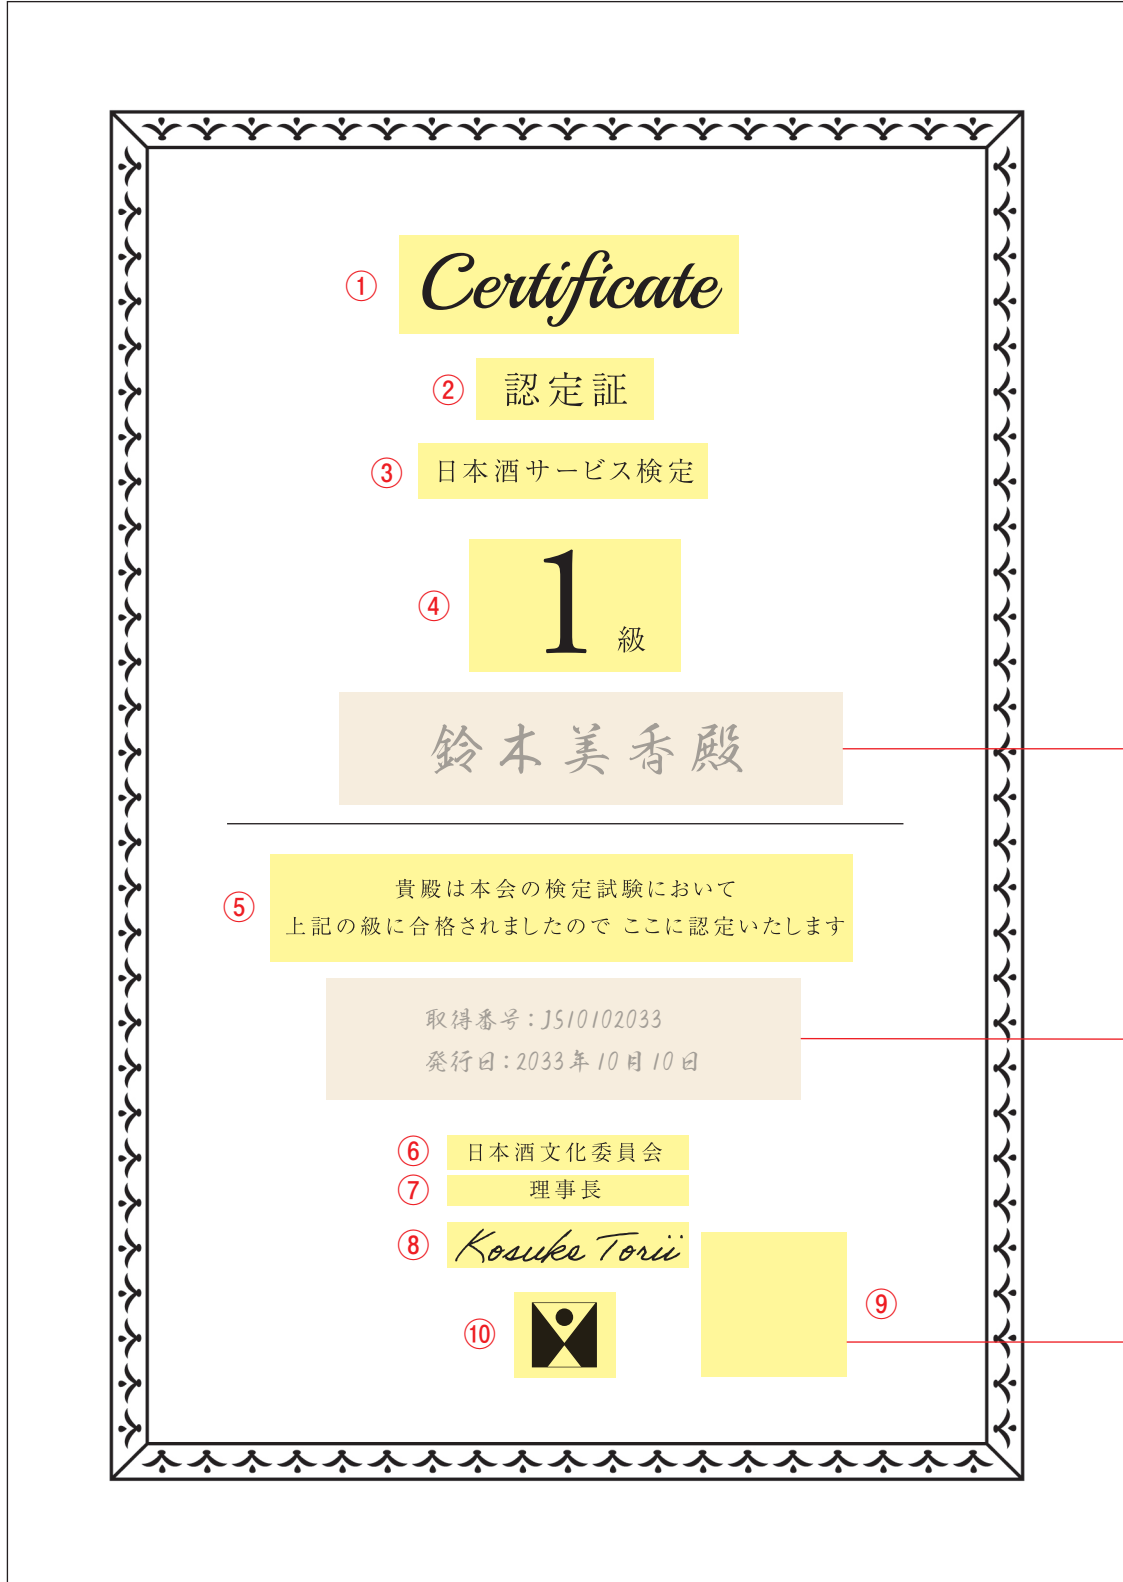 ① Certificate
② 認定証
③ 日本酒サービス検定
④ 1級
鈴木美香殿
⑤ 貴殿は本会の検定試験において
上記の級に合格されましたので ここに認定いたします
取得番号：JS10102033
発行日：2033年10月10日
⑥ 日本酒文化委員会
⑦ 理事長
⑧ Kosuke Torii
⑨
⑩